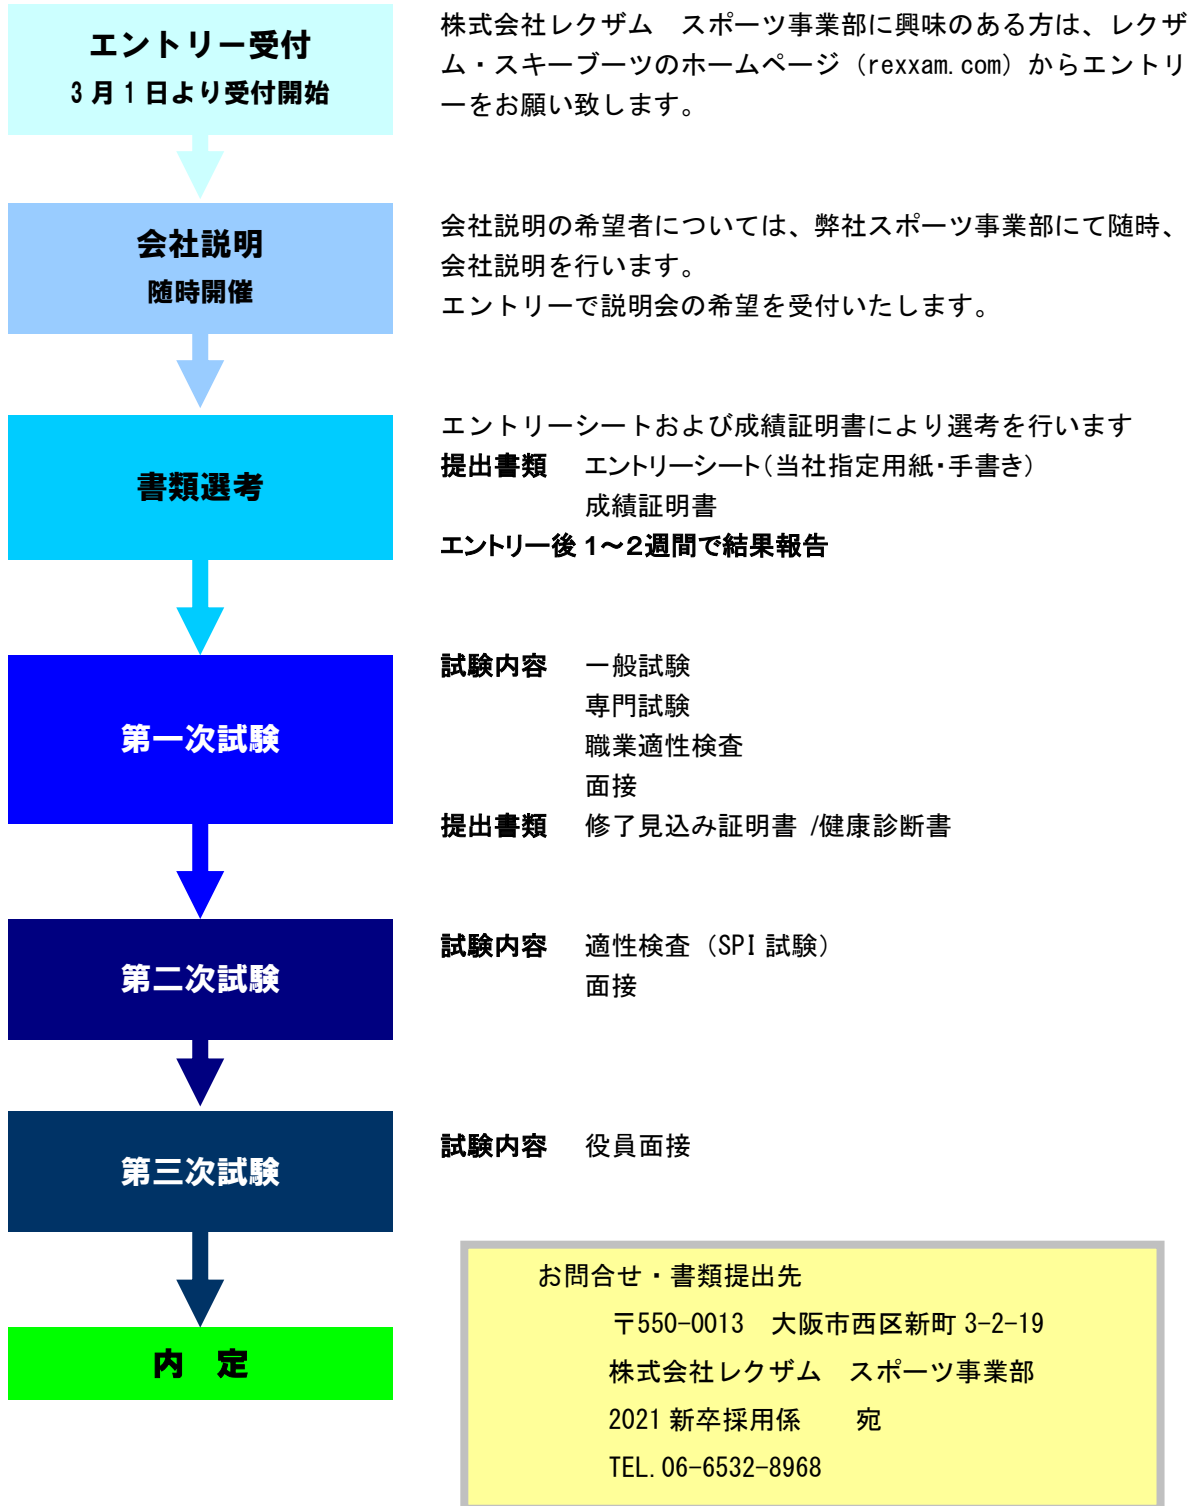 エントリー受付
3月1日より受付開始
株式会社レクザム　スポーツ事業部に興味のある方は、レクザ
ム・スキーブーツのホームページ（rexxam.com）からエントリ
ーをお願い致します。
会社説明
随時開催
会社説明の希望者については、弊社スポーツ事業部にて随時、
会社説明を行います。
エントリーで説明会の希望を受付いたします。
書類選考
エントリーシートおよび成績証明書により選考を行います
提出書類　エントリーシート（当社指定用紙・手書き）
成績証明書
エントリー後 1～2週間で結果報告
第一次試験
試験内容　一般試験
専門試験
職業適性検査
面接
提出書類　修了見込み証明書 /健康診断書
第二次試験
試験内容　適性検査（SPI 試験）
面接
第三次試験
試験内容　役員面接
内　定
お問合せ・書類提出先
〒550-0013　大阪市西区新町 3-2-19
株式会社レクザム　スポーツ事業部
2021 新卒採用係　　宛
TEL.06-6532-8968